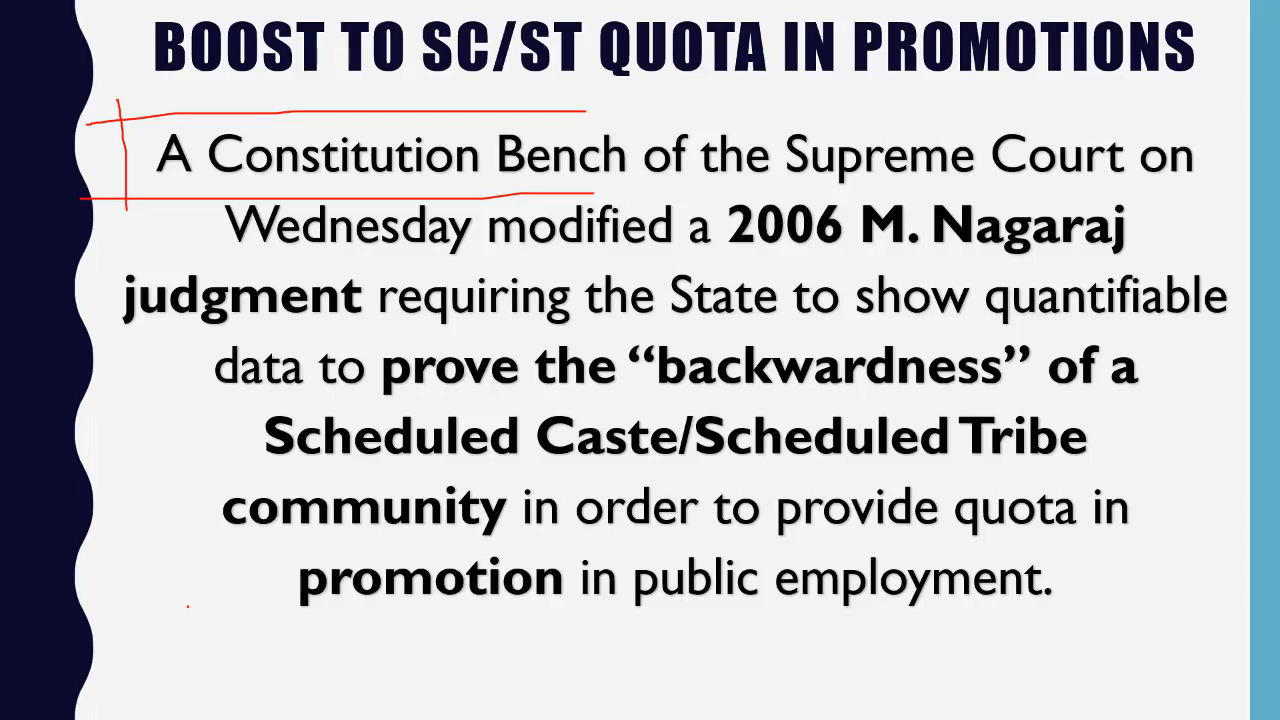 BOOST TO SC/ST QUOTA IN PROMOTIONS
A Constitution Bench of the Supreme Court on
Wednesday modified a 2006 M. Nagaraj
judgment requiring the State to show quantifiable
data to prove the “backwardness” of a
Scheduled Caste/Scheduled Tribe
community in order to provide quota in
promotion in public employment.